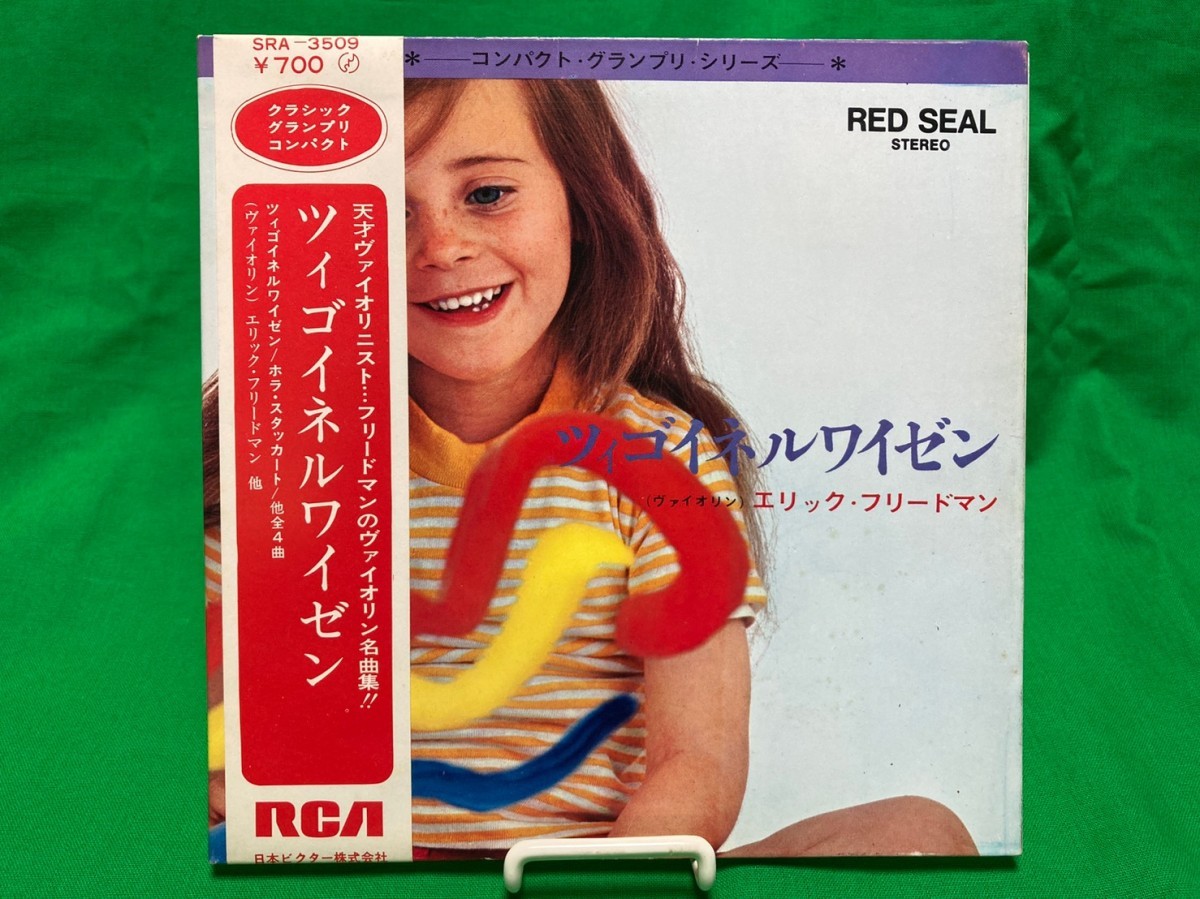 SRA-3509
¥700
クラシック
グランプリ
コンパクト
天才ヴァイオリニスト…フリードマンのヴァイオリン名曲集!!
ツィゴイネルワイゼン
ツィゴイネルワイゼン/ホラ・スタッカート/他全4曲
(ヴァイオリン) エリック・フリードマン 他
RCA
日本ビクター株式会社
*──コンパクト・グランプリ・シリーズ──*
RED SEAL
STEREO
ツィゴイネルワイゼン
(ヴァイオリン) エリック・フリードマン